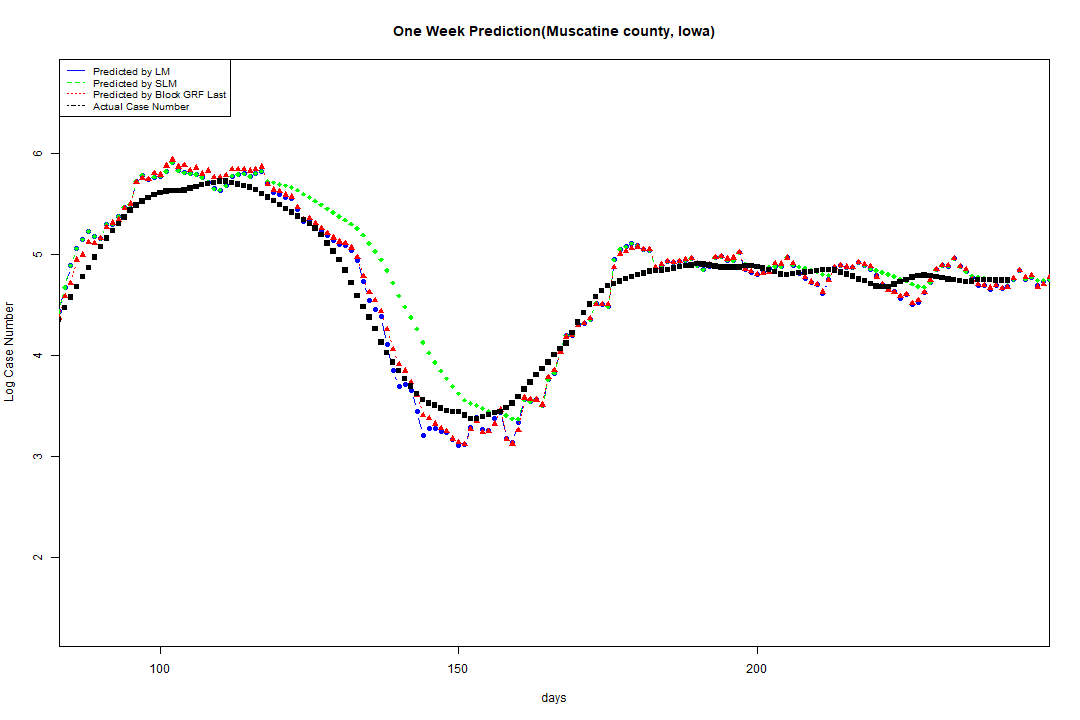 One Week Prediction(Muscatine county, Iowa)
Predicted by LM
Predicted by SLM
Predicted by Block GRF Last
Actual Case Number
6
5
4
3
2
Log Case Number
100 150 200
days